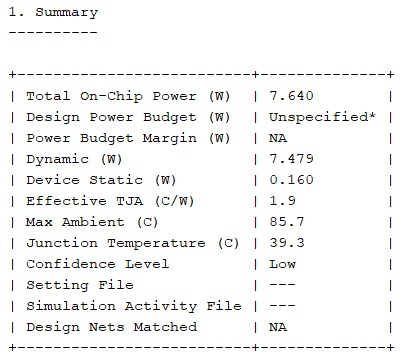 1. Summary
----------
+--------------------------+--------------+
| Total On-Chip Power (W)  | 7.640        |
| Design Power Budget (W)  | Unspecified* |
| Power Budget Margin (W)  | NA           |
| Dynamic (W)              | 7.479        |
| Device Static (W)        | 0.160        |
| Effective TJA (C/W)      | 1.9          |
| Max Ambient (C)          | 85.7         |
| Junction Temperature (C) | 39.3         |
| Confidence Level         | Low          |
| Setting File             | ---          |
| Simulation Activity File | ---          |
| Design Nets Matched      | NA           |
+--------------------------+--------------+